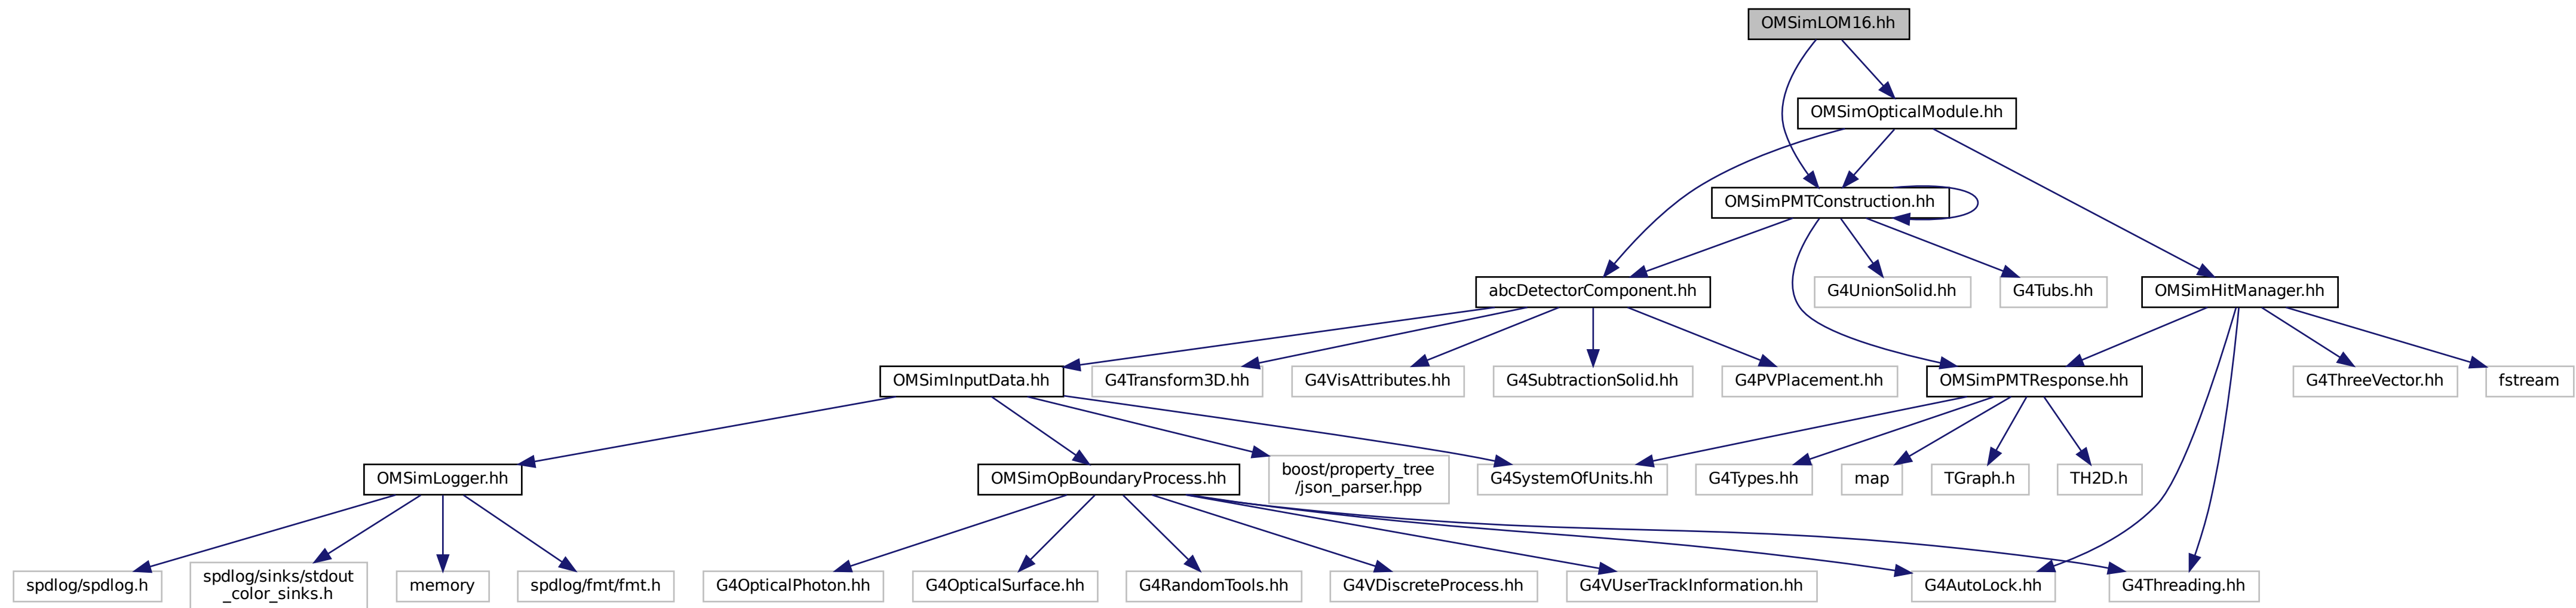 OMSimLOM16.hh
OMSimOpticalModule.hh
OMSimPMTConstruction.hh
abcDetectorComponent.hh
G4UnionSolid.hh
G4Tubs.hh
OMSimHitManager.hh
OMSimInputData.hh
G4Transform3D.hh
G4VisAttributes.hh
G4SubtractionSolid.hh
G4PVPlacement.hh
OMSimPMTResponse.hh
G4ThreeVector.hh
fstream
OMSimLogger.hh
OMSimOpBoundaryProcess.hh
boost/property_tree
/json_parser.hpp
G4SystemOfUnits.hh
G4Types.hh
map
TGraph.h
TH2D.h
spdlog/spdlog.h
spdlog/sinks/stdout
_color_sinks.h
memory
spdlog/fmt/fmt.h
G4OpticalPhoton.hh
G4OpticalSurface.hh
G4RandomTools.hh
G4VDiscreteProcess.hh
G4VUserTrackInformation.hh
G4AutoLock.hh
G4Threading.hh